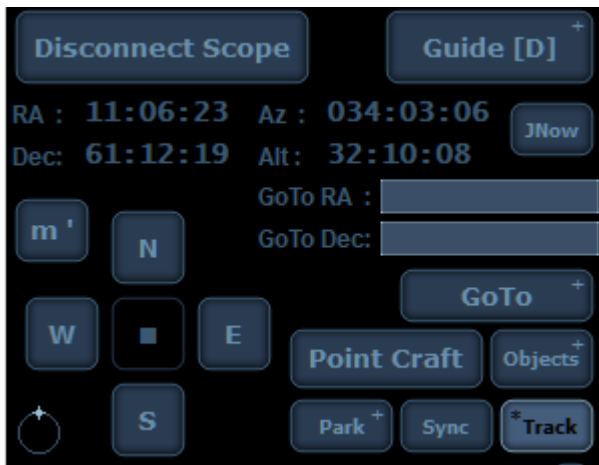 Disconnect Scope
Guide [D] +
RA : 11:06:23 Az : 034:03:06
Dec: 61:12:19 Alt: 32:10:08
JNow
GoTo RA :
GoTo Dec:
m '
N
GoTo +
W ■ E
Point Craft
Objects +
S
Park +
Sync
*Track